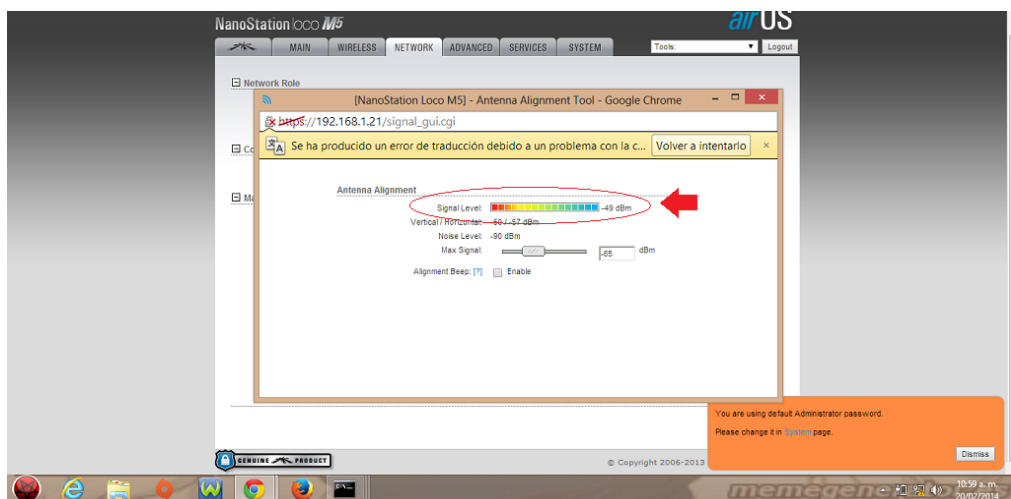 NanoStation loco M5
airOS
MAIN WIRELESS NETWORK ADVANCED SERVICES SYSTEM Tools: Logout
Network Role
[NanoStation Loco M5] - Antenna Alignment Tool - Google Chrome
https://192.168.1.21/signal_gui.cgi
Se ha producido un error de traducción debido a un problema con la c... Volver a intentarlo ×
Antenna Alignment
Signal Level: -49 dBm
Vertical / Horizontal: -50 / -57 dBm
Noise Level: -90 dBm
Max Signal: -65 dBm
Alignment Beep: [?] Enable
You are using default Administrator password.
Please change it in System page.
Dismiss
GENUINE PRODUCT
© Copyright 2006-2013
memegene
10:59 a. m.
20/02/2014